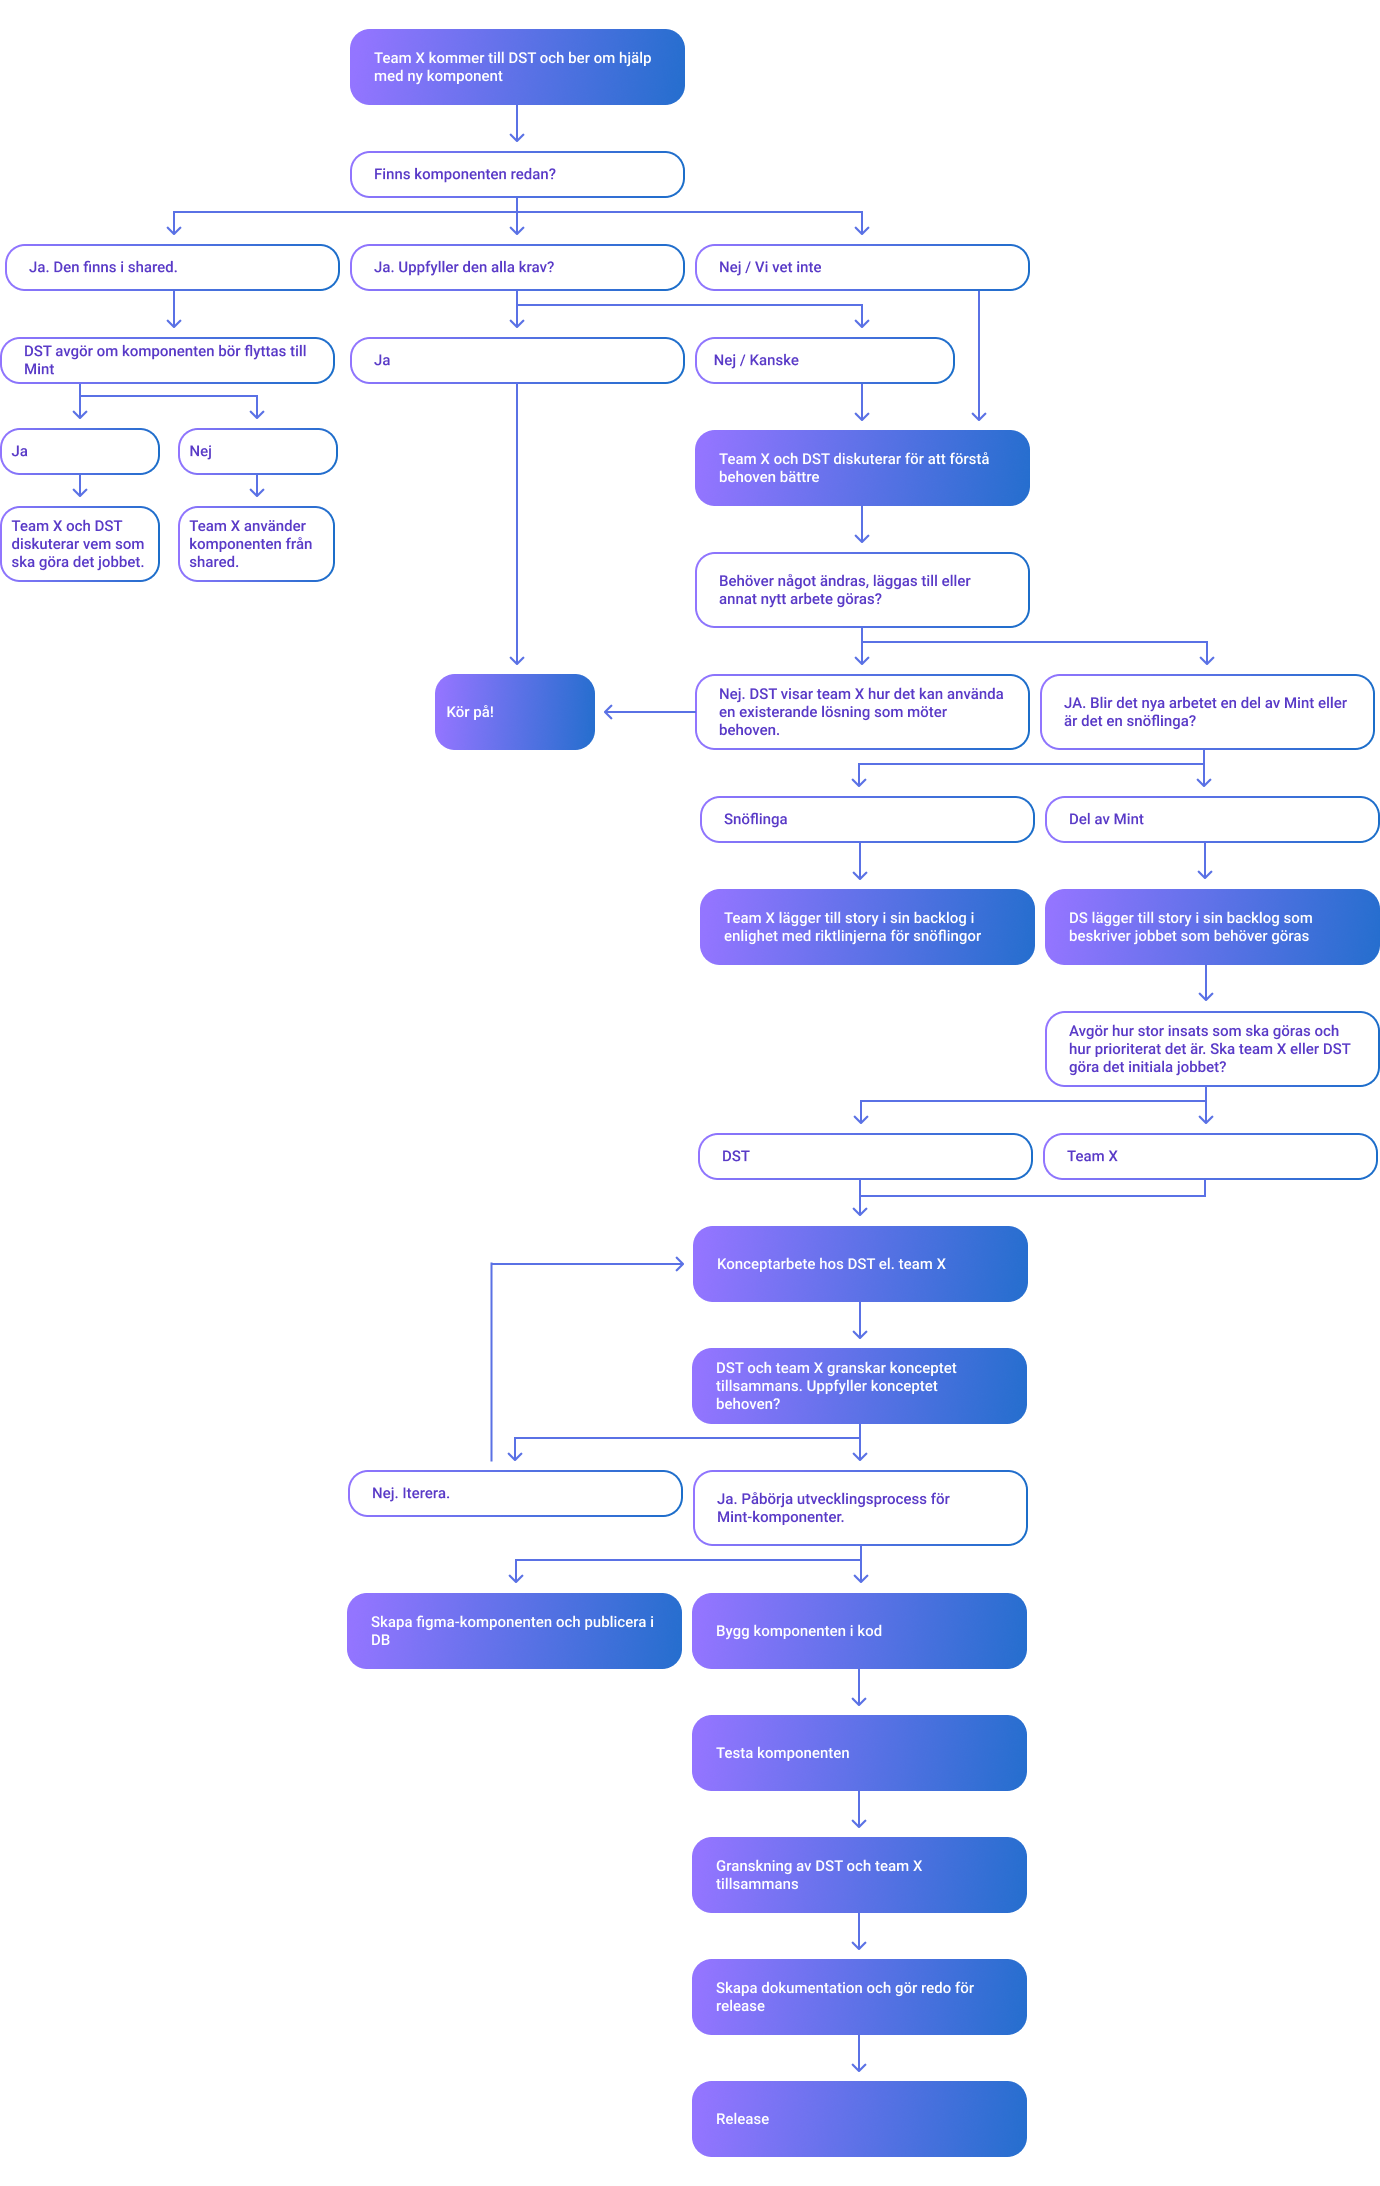 Team X kommer till DST och ber om hjälp
med ny komponent
Finns komponenten redan?
Ja. Den finns i shared.
Ja. Uppfyller den alla krav?
Nej / Vi vet inte
DST avgör om komponenten bör flyttas till
Mint
Ja
Nej / Kanske
Ja
Nej
Team X och DST diskuterar för att förstå
behoven bättre
Team X och DST
diskuterar vem som
ska göra det jobbet.
Team X använder
komponenten från
shared.
Behöver något ändras, läggas till eller
annat nytt arbete göras?
Kör på!
Nej. DST visar team X hur det kan använda
en existerande lösning som möter
behoven.
JA. Blir det nya arbetet en del av Mint eller
är det en snöflinga?
Snöflinga
Del av Mint
Team X lägger till story i sin backlog i
enlighet med riktlinjerna för snöflingor
DS lägger till story i sin backlog som
beskriver jobbet som behöver göras
Avgör hur stor insats som ska göras och
hur prioriterat det är. Ska team X eller DST
göra det initiala jobbet?
DST
Team X
Konceptarbete hos DST el. team X
DST och team X granskar konceptet
tillsammans. Uppfyller konceptet
behoven?
Nej. Iterera.
Ja. Påbörja utvecklingsprocess för
Mint-komponenter.
Skapa figma-komponenten och publicera i
DB
Bygg komponenten i kod
Testa komponenten
Granskning av DST och team X
tillsammans
Skapa dokumentation och gör redo för
release
Release